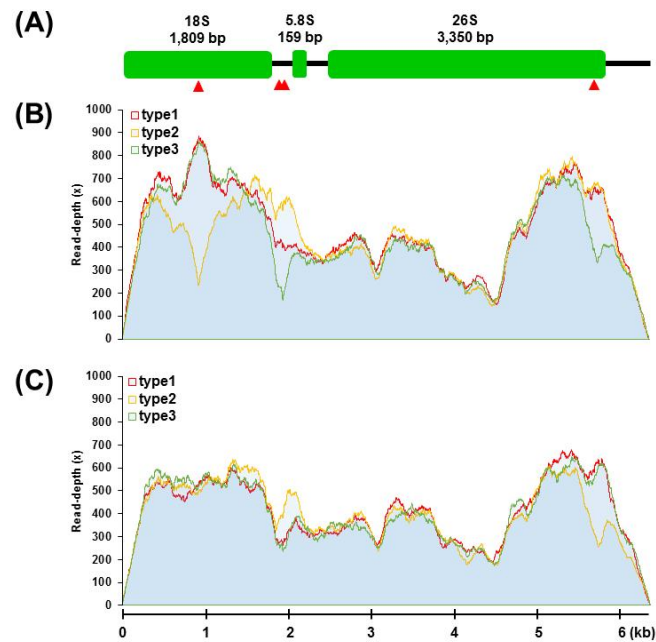 (A)
18S 5.8S 26S
1,809 bp 159 bp 3,350 bp
(B)
1000
900
800
700
600
500
400
300
200
100
0
Read-depth (x)
type1
type2
type3
(C)
1000
900
800
700
600
500
400
300
200
100
0
Read-depth (x)
type1
type2
type3
0 1 2 3 4 5 6 (kb)